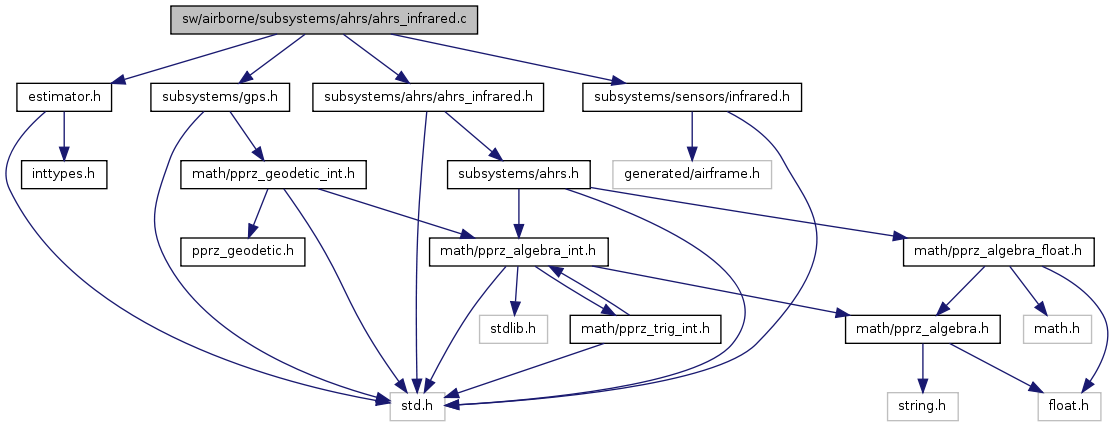 sw/airborne/subsystems/ahrs/ahrs_infrared.c
estimator.h
subsystems/gps.h
subsystems/ahrs/ahrs_infrared.h
subsystems/sensors/infrared.h
inttypes.h
math/pprz_geodetic_int.h
subsystems/ahrs.h
generated/airframe.h
pprz_geodetic.h
math/pprz_algebra_int.h
math/pprz_algebra_float.h
stdlib.h
math/pprz_trig_int.h
math/pprz_algebra.h
math.h
std.h
string.h
float.h